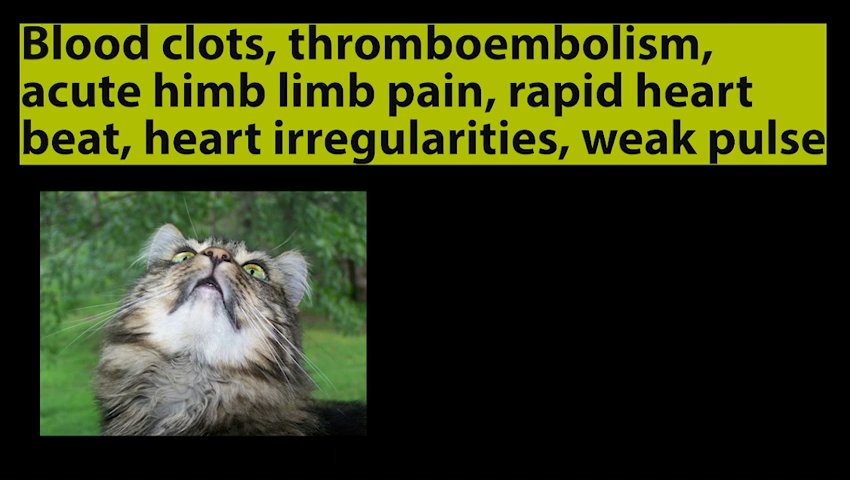 Blood clots, thromboembolism,
acute himb limb pain, rapid heart
beat, heart irregularities, weak pulse